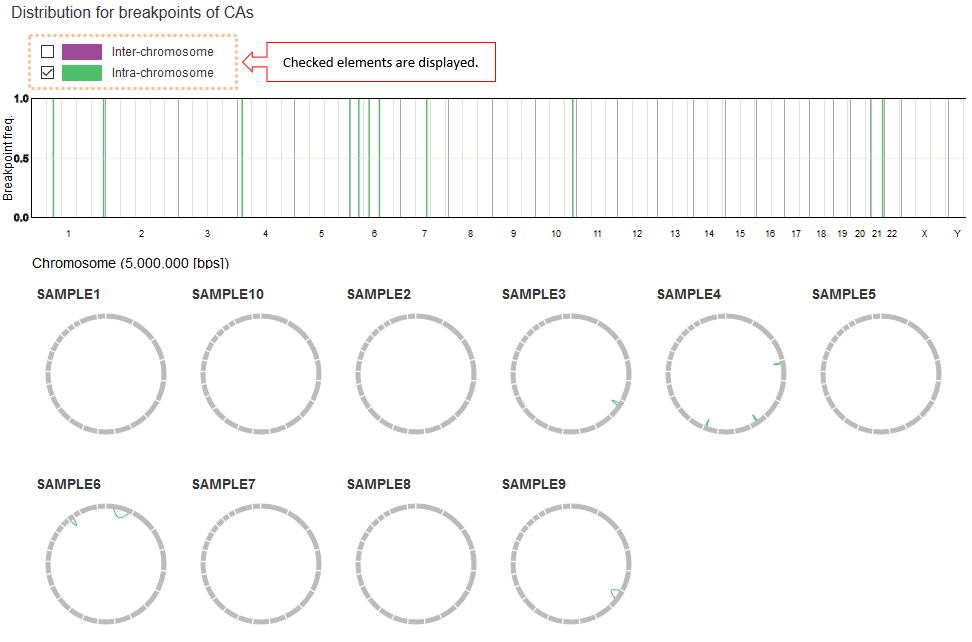 Distribution for breakpoints of CAs
Inter-chromosome
Intra-chromosome
Checked elements are displayed.
1.0
0.5
0.0
Breakpoint freq.
1 2 3 4 5 6 7 8 9 10 11 12 13 14 15 16 17 18 19 20 21 22 X Y
Chromosome (5,000,000 [bps])
SAMPLE1 SAMPLE10 SAMPLE2 SAMPLE3 SAMPLE4 SAMPLE5
SAMPLE6 SAMPLE7 SAMPLE8 SAMPLE9